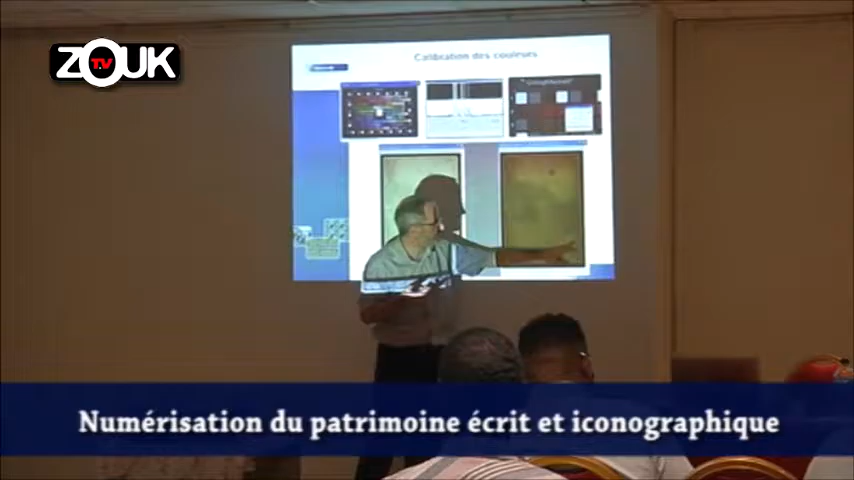 ZOUK
TV
Calibration des couleurs
Numérisation du patrimoine écrit et iconographique